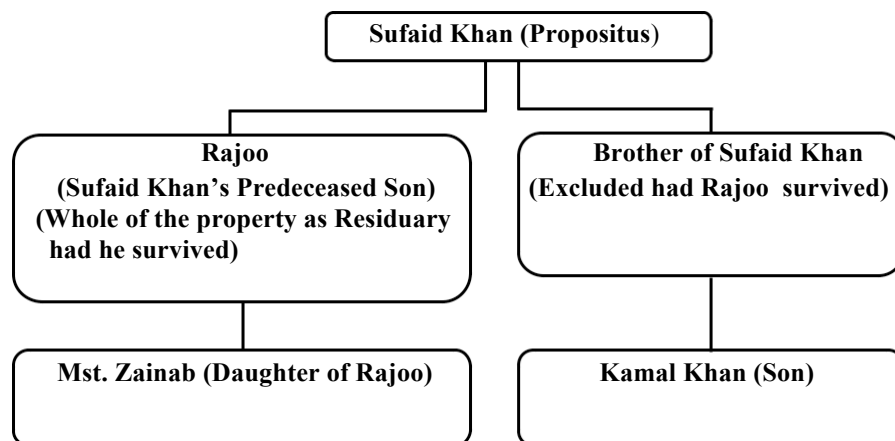 Sufaid Khan (Propositus)
Rajoo
(Sufaid Khan’s Predeceased Son)
(Whole of the property as Residuary
had he survived)
Brother of Sufaid Khan
(Excluded had Rajoo survived)
Mst. Zainab (Daughter of Rajoo)
Kamal Khan (Son)